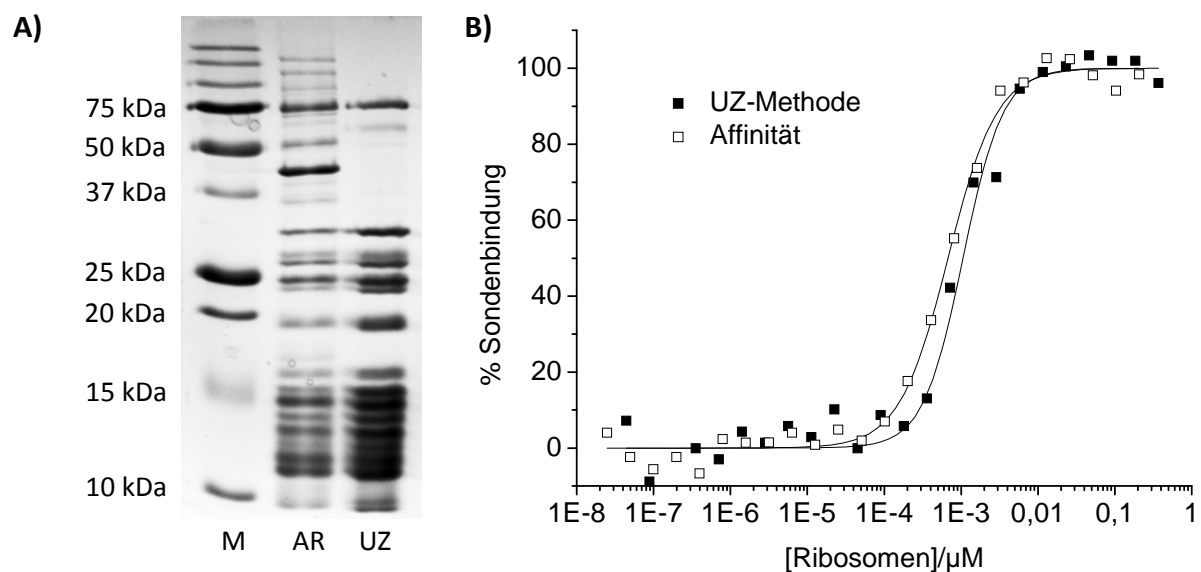 A)
75 kDa
50 kDa
37 kDa
25 kDa
20 kDa
15 kDa
10 kDa
M AR UZ
B)
UZ-Methode
Affinität
% Sondenbindung
100
80
60
40
20
0
1E-8 1E-7 1E-6 1E-5 1E-4 1E-3 0,01 0,1 1
[Ribosomen]/µM